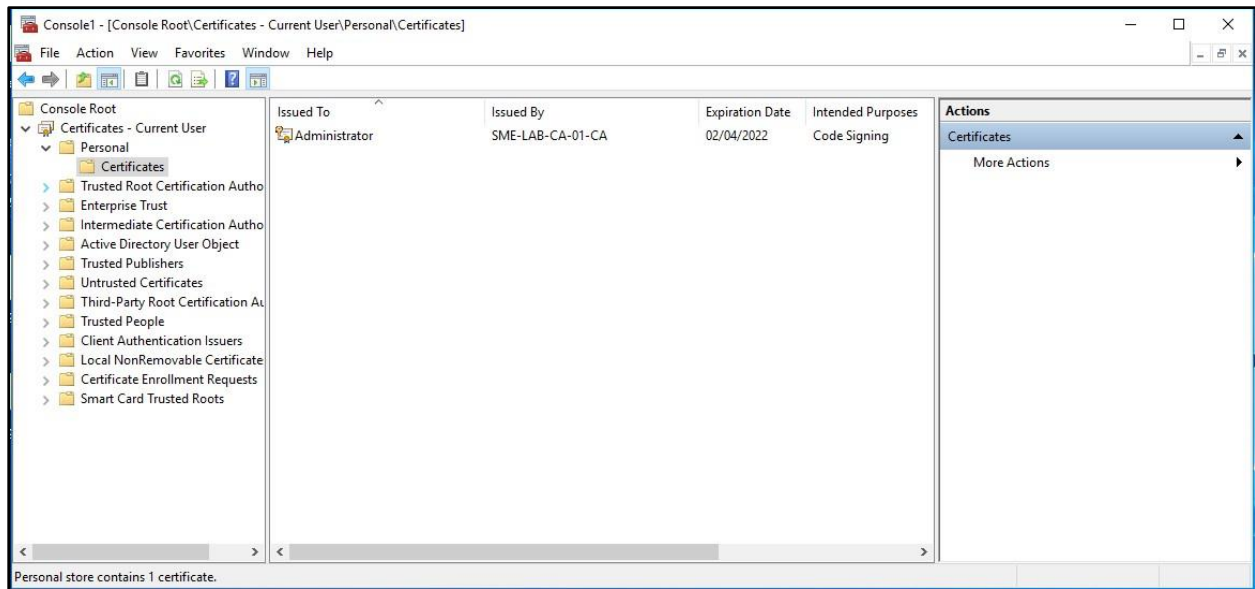 Console1 - [Console Root\Certificates - Current User\Personal\Certificates]
File Action View Favorites Window Help
Console Root
Certificates - Current User
Personal
Certificates
Trusted Root Certification Autho
Enterprise Trust
Intermediate Certification Autho
Active Directory User Object
Trusted Publishers
Untrusted Certificates
Third-Party Root Certification Au
Trusted People
Client Authentication Issuers
Local NonRemovable Certificate
Certificate Enrollment Requests
Smart Card Trusted Roots
Issued To Issued By Expiration Date Intended Purposes
Administrator SME-LAB-CA-01-CA 02/04/2022 Code Signing
Actions
Certificates
More Actions
Personal store contains 1 certificate.